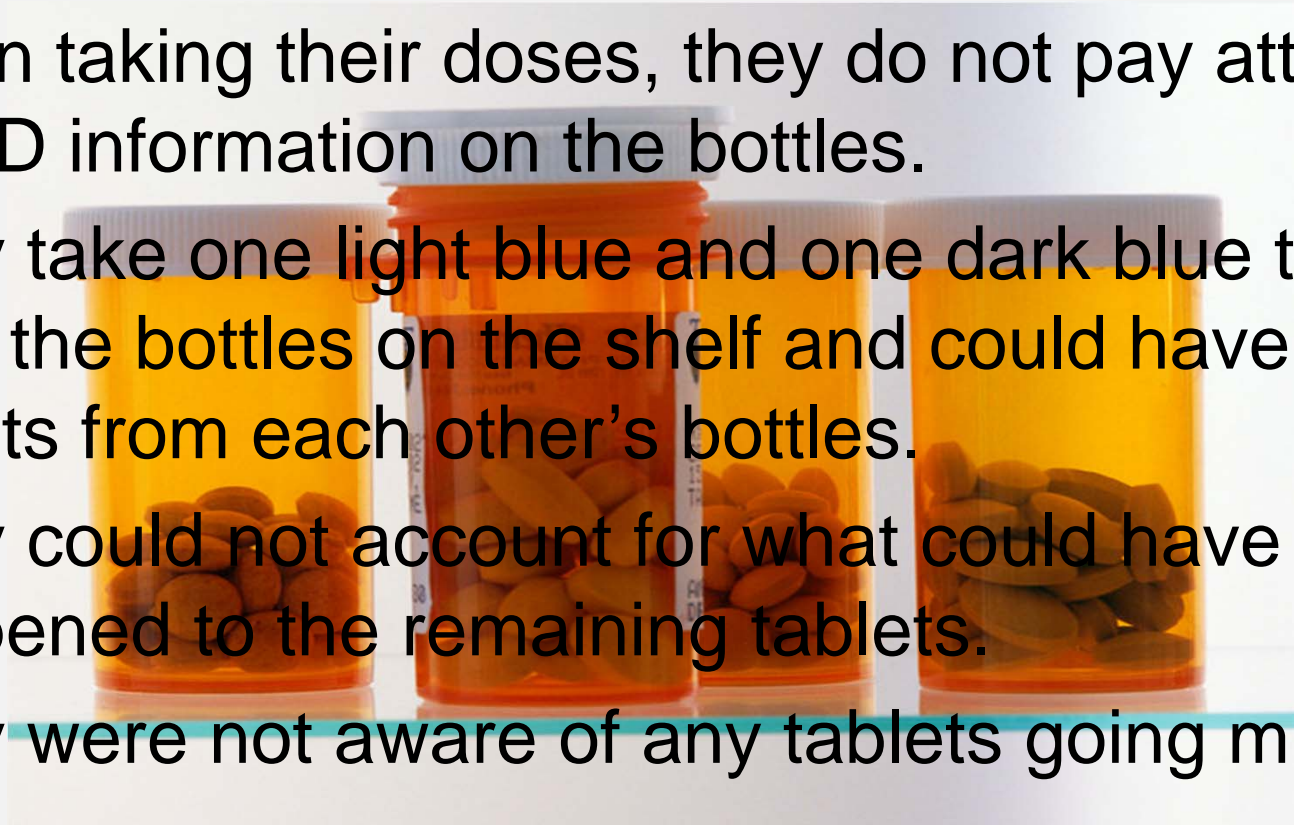 n taking their doses, they do not pay att
D information on the bottles.
y take one light blue and one dark blue t
the bottles on the shelf and could have
ts from each other's bottles.
y could not account for what could have
pened to the remaining tablets.
y were not aware of any tablets going m